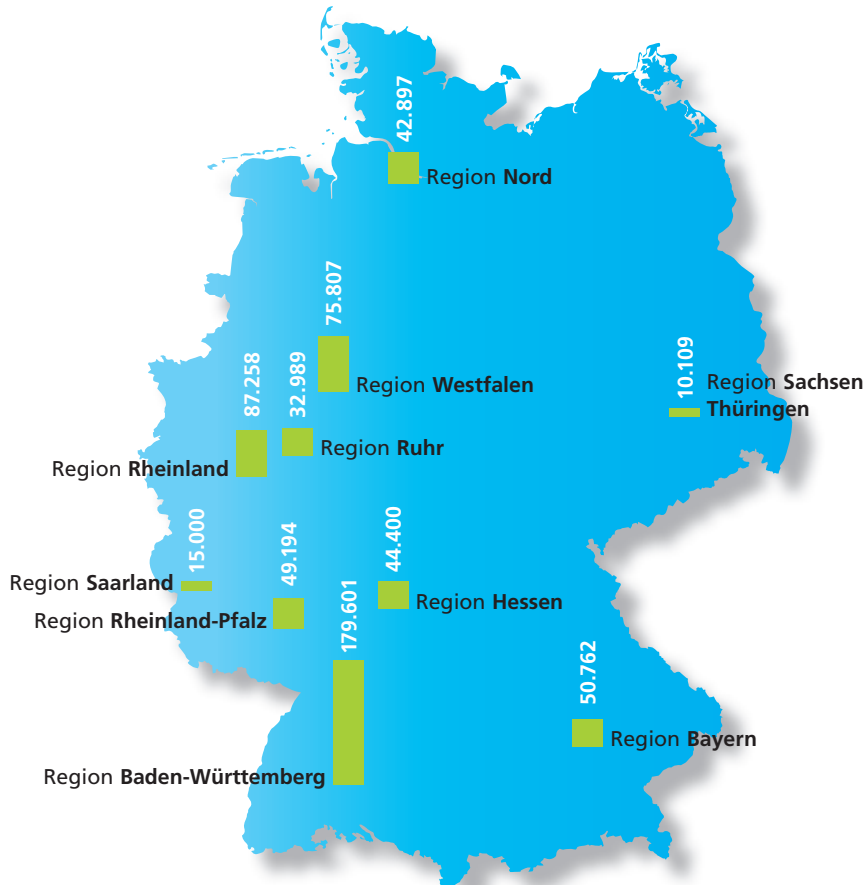 42.897
Region Nord
75.807
Region Westfalen
87.258
32.989
10.109
Region Sachsen
Thüringen
Region Ruhr
Region Rheinland
15.000
49.194
44.400
Region Saarland
Region Hessen
Region Rheinland-Pfalz
179.601
50.762
Region Bayern
Region Baden-Württemberg